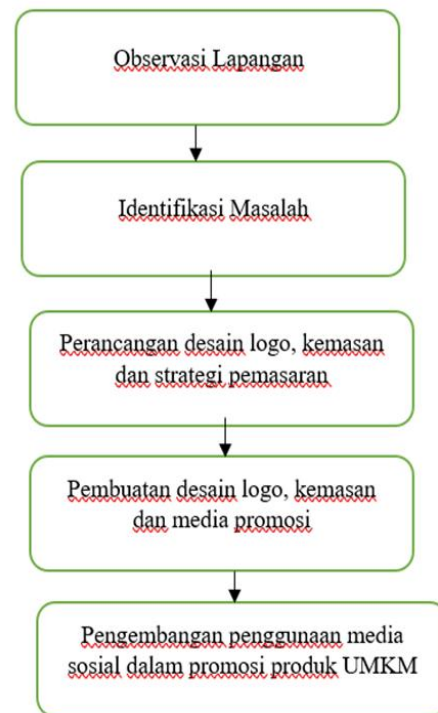 Observasi Lapangan
Identifikasi Masalah
Perancangan desain logo, kemasan
dan strategi pemasaran
Pembuatan desain logo, kemasan
dan media promosi
Pengembangan penggunaan media
sosial dalam promosi produk UMKM